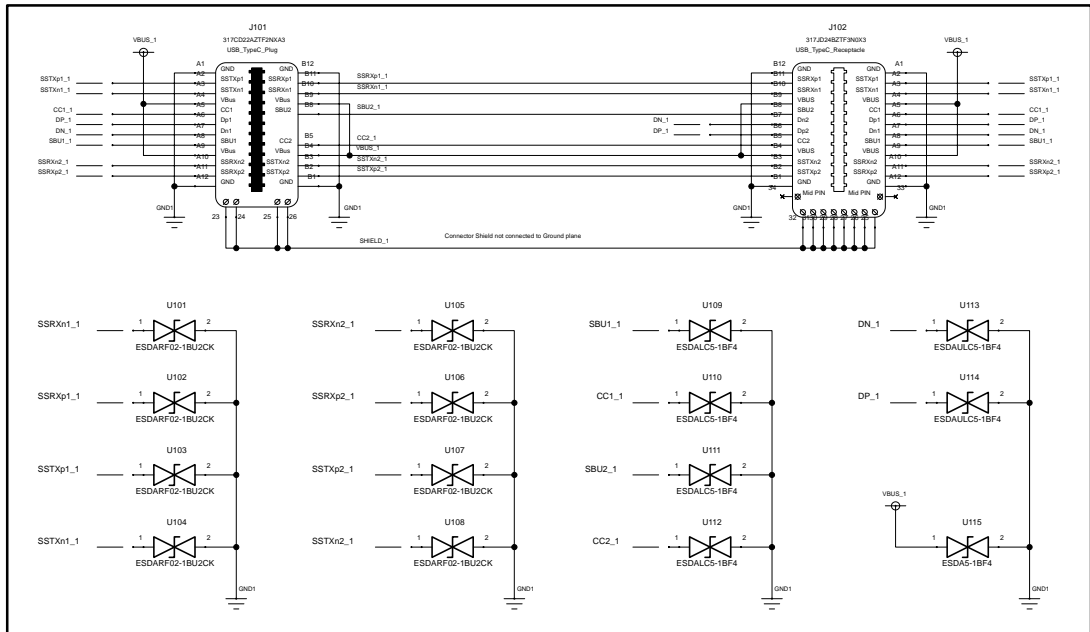 J101
317CD22AZTF2NXA3
USB_TypeC_Plug
VBUS_1
A1
GND
GND
B12
A2
SSTXp1
SSRXp1
B11
A3
SSTXn1
SSRXn1
B10
A4
VBus
VBUS
B9
A5
CC1
SBU2
B8
A6
Dp1
A7
Dn1
A8
SBU1
CC2
B5
A9
VBus
VBUS
B4
A10
SSRXn2
SSTXn2
B3
A11
SSRXp2
SSTXp2
B2
A12
GND
GND
B1
SSTXp1_1
SSTXn1_1
CC1_1
DP_1
DN_1
SBU1_1
SSRXn2_1
SSRXp2_1
SSRXp1_1
SSRXn1_1
SBU2_1
CC2_1
VBUS_1
SSTXn2_1
SSTXp2_1
GND1
23
24
25
26
GND1
SHIELD_1
Connector Shield not connected to Ground plane
J102
317JD24BZTF3N0X3
USB_TypeC_Receptacle
VBUS_1
B12
GND
GND
A1
B11
SSRXp1
SSTXp1
A2
B10
SSRXn1
SSTXn1
A3
B9
VBUS
VBUS
A4
B8
SBU2
CC1
A5
B7
Dn2
Dp1
A6
B6
Dp2
Dn1
A7
B5
CC2
SBU1
A8
B4
VBUS
VBUS
A9
B3
SSTXn2
SSRXn2
A10
B2
SSTXp2
SSRXp2
A11
B1
GND
GND
A12
34
Mid PIN
Mid PIN
33
DN_1
DP_1
SSTXp1_1
SSTXn1_1
CC1_1
DP_1
DN_1
SBU1_1
SSRXn2_1
SSRXp2_1
GND1
32
GND1
U101
SSRXn1_1
1
2
ESDARF02-1BU2CK
U102
SSRXp1_1
1
2
ESDARF02-1BU2CK
U103
SSTXp1_1
1
2
ESDARF02-1BU2CK
U104
SSTXn1_1
1
2
ESDARF02-1BU2CK
GND1
U105
SSRXn2_1
1
2
ESDARF02-1BU2CK
U106
SSRXp2_1
1
2
ESDARF02-1BU2CK
U107
SSTXp2_1
1
2
ESDARF02-1BU2CK
U108
SSTXn2_1
1
2
ESDARF02-1BU2CK
GND1
U109
SBU1_1
1
2
ESDALC5-1BF4
U110
CC1_1
1
2
ESDALC5-1BF4
U111
SBU2_1
1
2
ESDALC5-1BF4
U112
CC2_1
1
2
ESDALC5-1BF4
GND1
U113
DN_1
1
2
ESDAULC5-1BF4
U114
DP_1
1
2
ESDAULC5-1BF4
VBUS_1
U115
1
2
ESDA5-1BF4
GND1